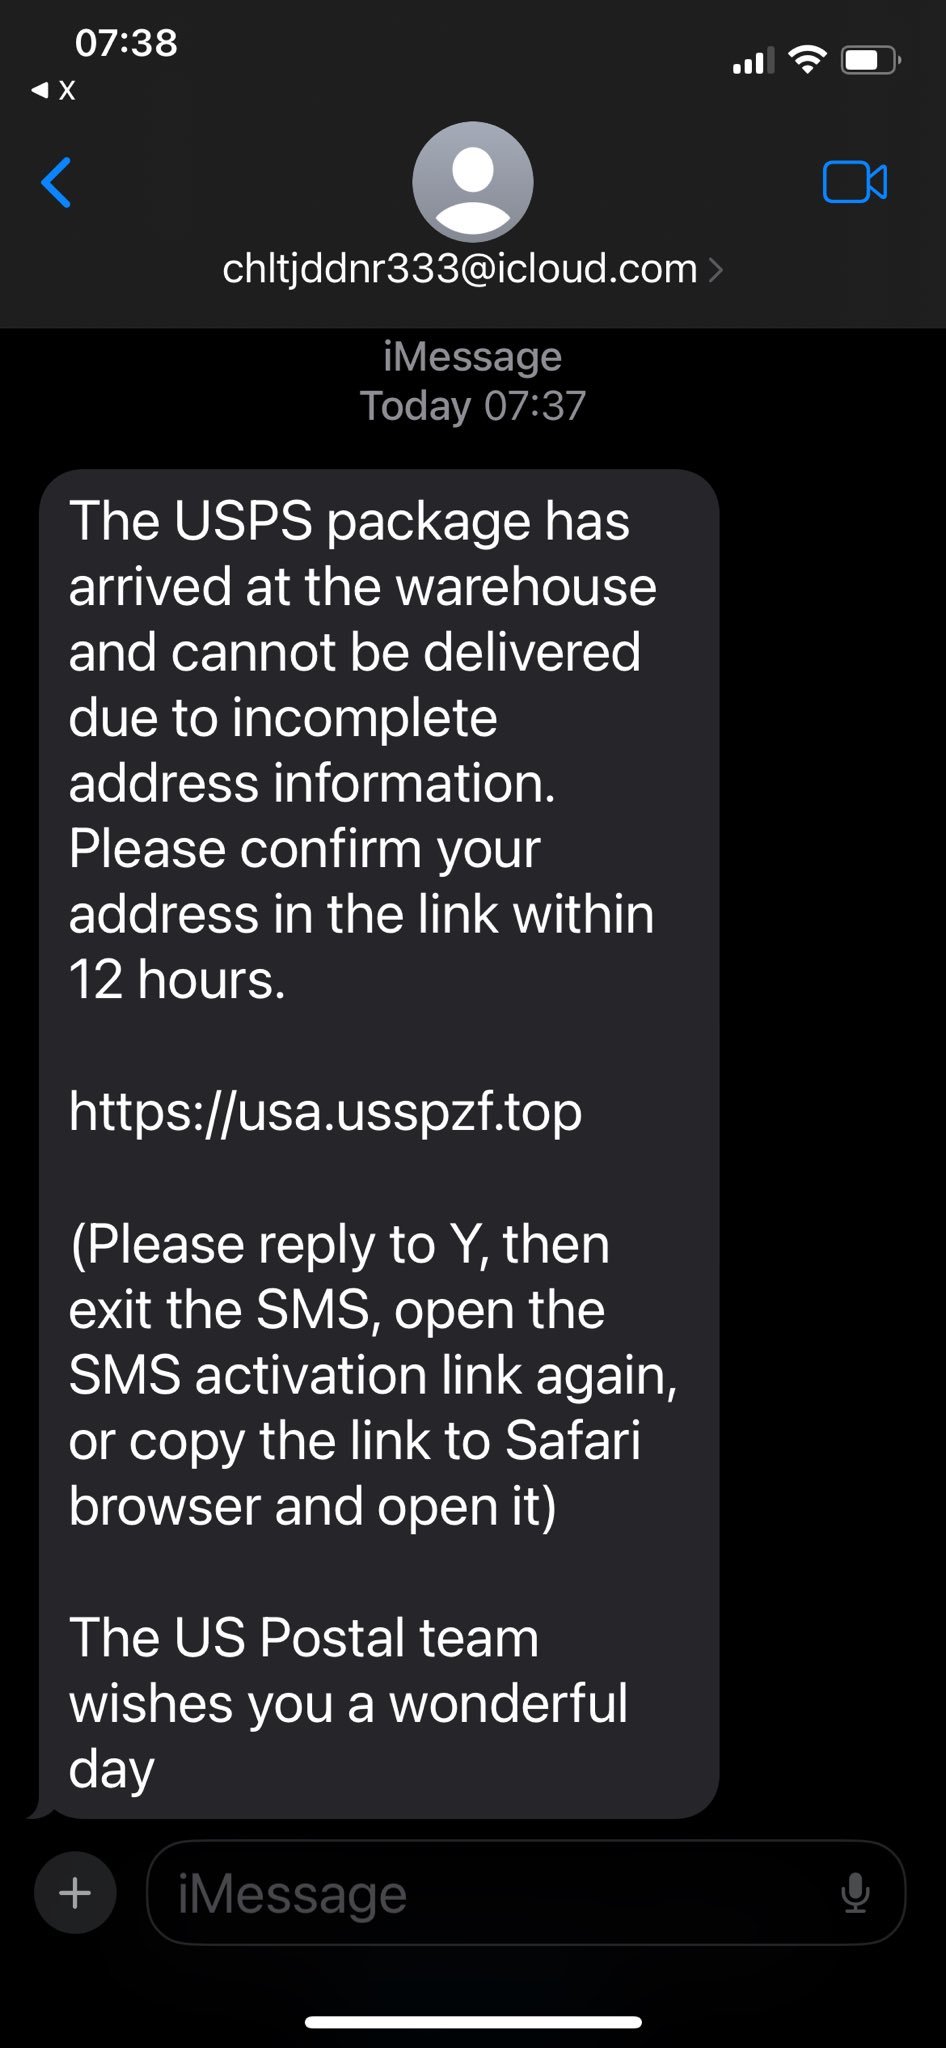 07:38
◀ X
chltjddnr333@icloud.com >
iMessage
Today 07:37
The USPS package has
arrived at the warehouse
and cannot be delivered
due to incomplete
address information.
Please confirm your
address in the link within
12 hours.
https://usa.usspzf.top
(Please reply to Y, then
exit the SMS, open the
SMS activation link again,
or copy the link to Safari
browser and open it)
The US Postal team
wishes you a wonderful
day
iMessage